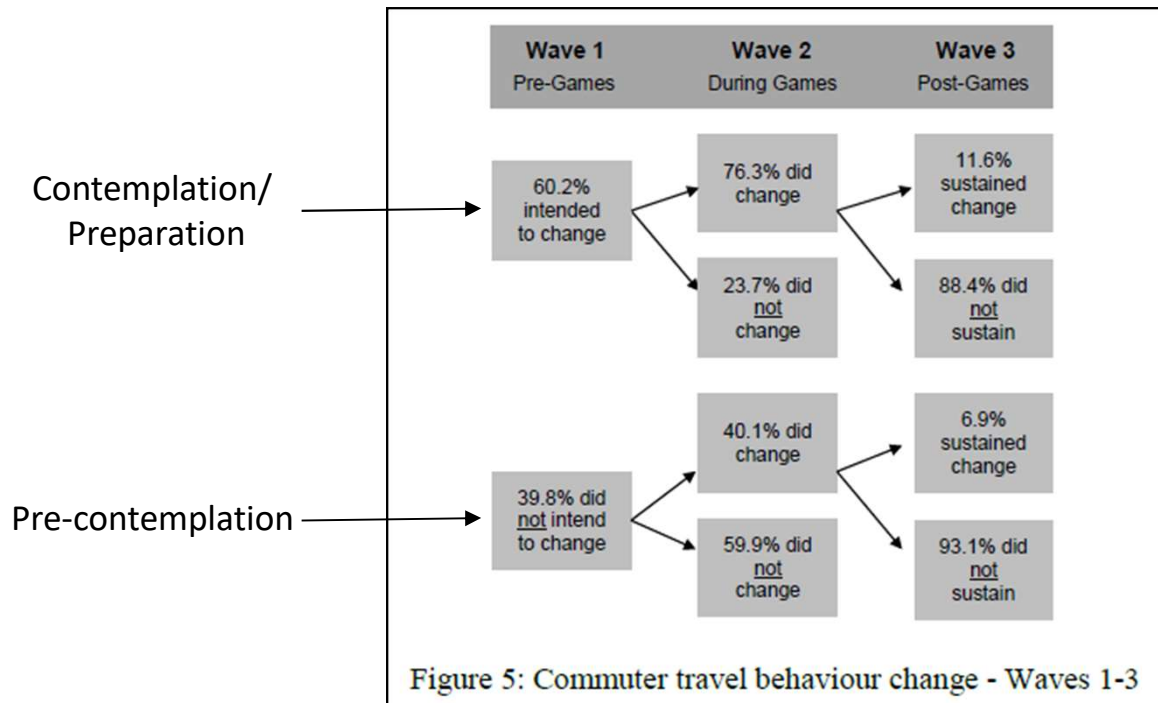 Wave 1
Pre-Games
Wave 2
During Games
Wave 3
Post-Games
Contemplation/
Preparation
60.2%
intended
to change
76.3% did
change
11.6%
sustained
change
23.7% did
not
change
88.4% did
not
sustain
Pre-contemplation
39.8% did
not intend
to change
40.1% did
change
6.9%
sustained
change
59.9% did
not
change
93.1% did
not
sustain
Figure 5: Commuter travel behaviour change - Waves 1-3